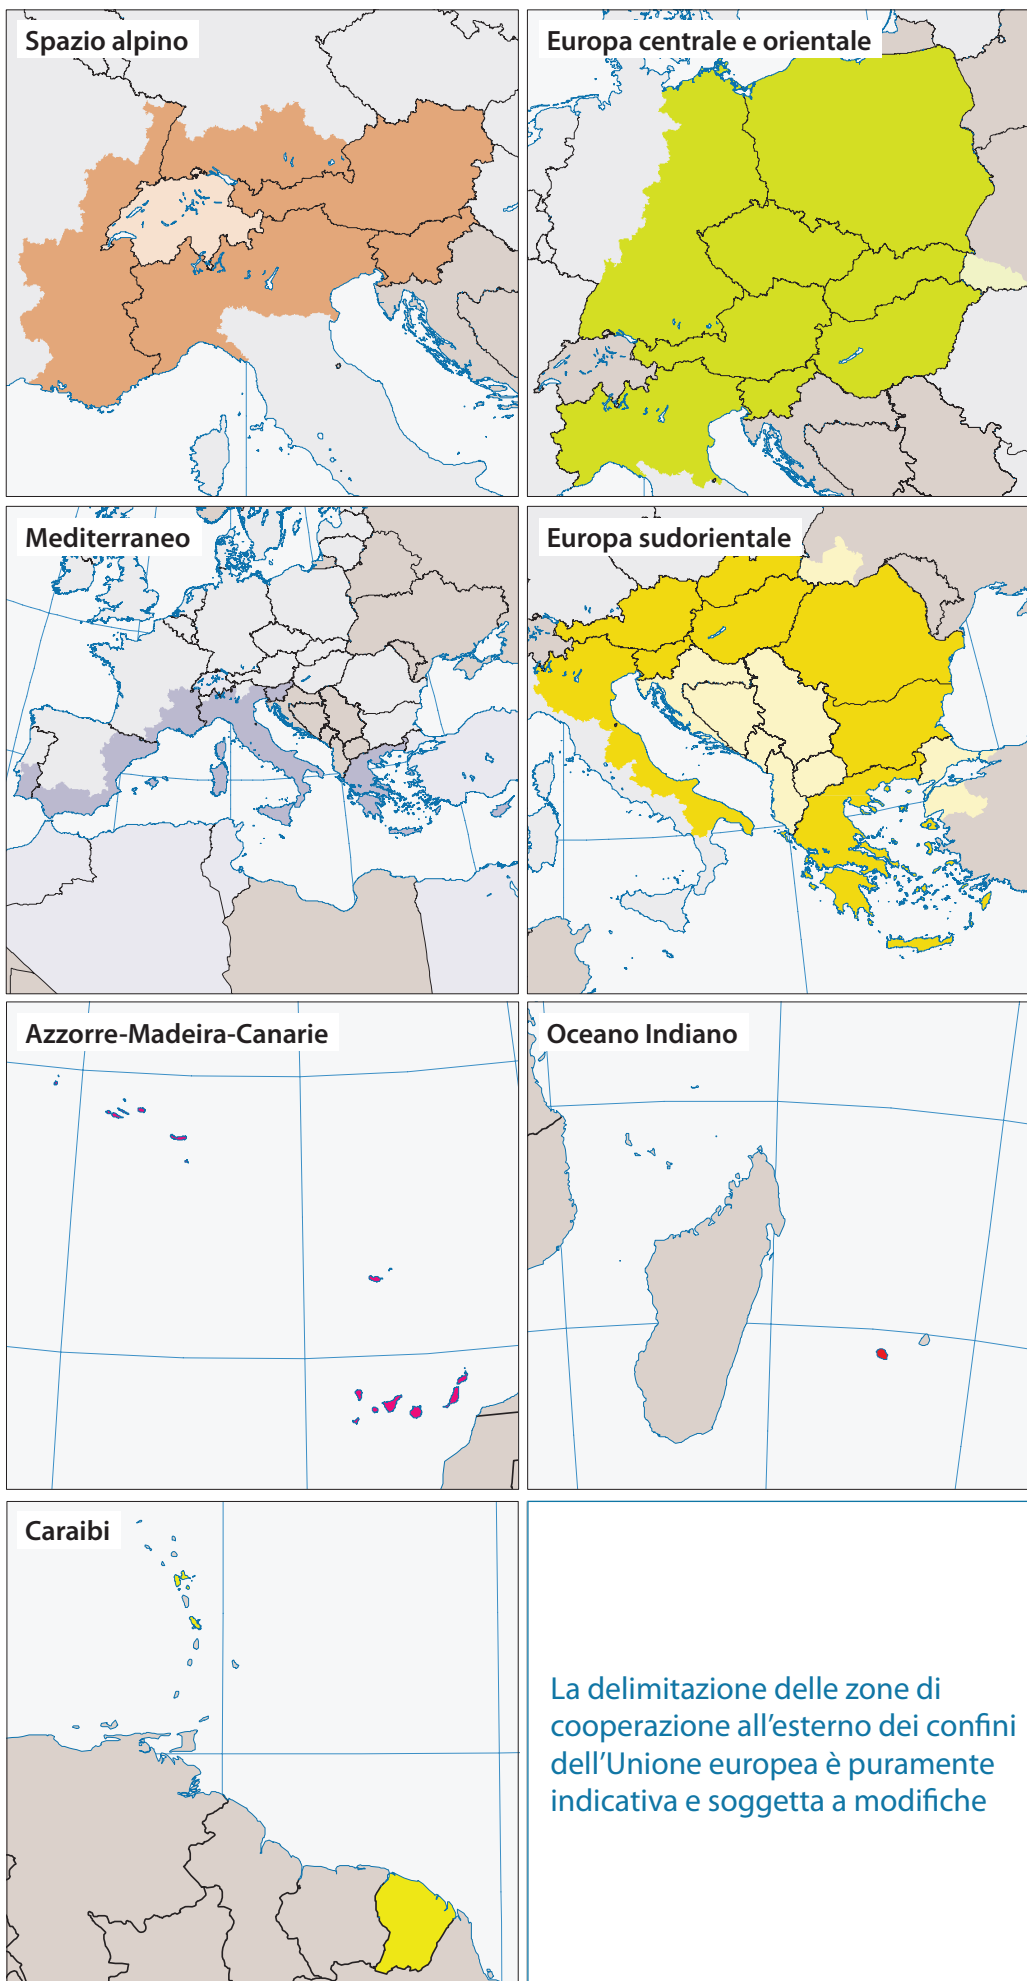 Spazio alpino
Europa centrale e orientale
Mediterraneo
Europa sudorientale
Azzorre-Madeira-Canarie
Oceano Indiano
Caraibi
La delimitazione delle zone di
cooperazione all’esterno dei confini
dell’Unione europea è puramente
indicativa e soggetta a modifiche